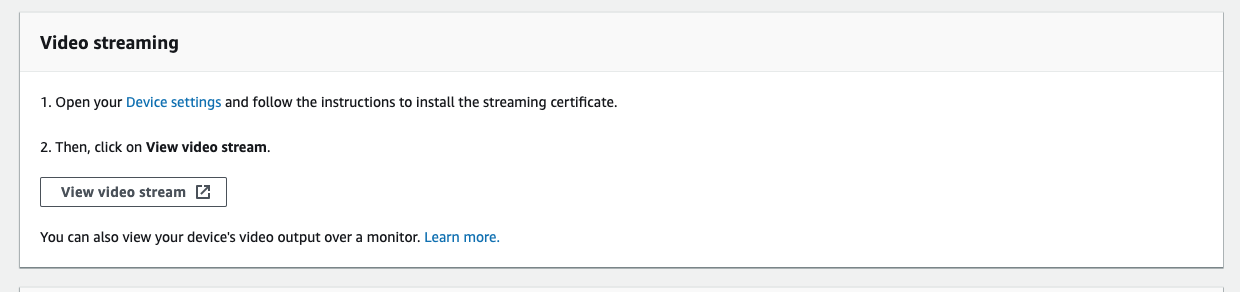 Video streaming
1. Open your Device settings and follow the instructions to install the streaming certificate.
2. Then, click on View video stream.
View video stream
You can also view your device's video output over a monitor. Learn more.